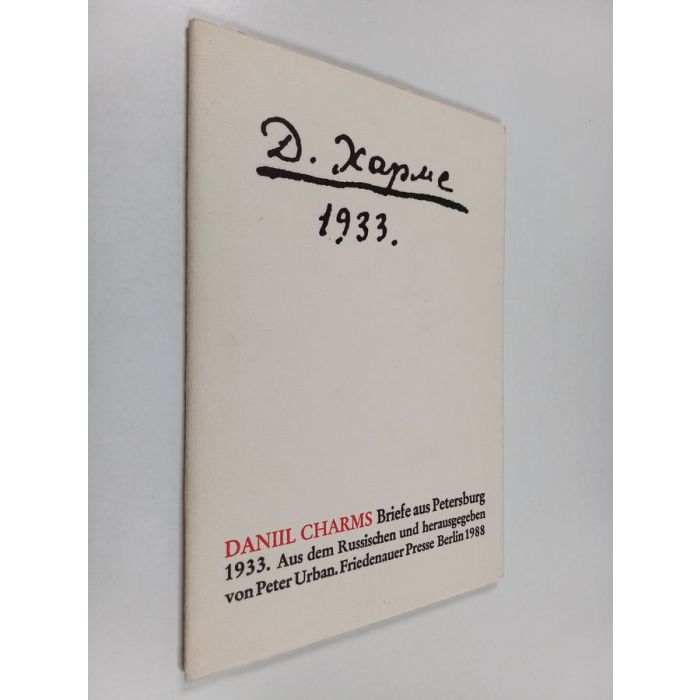 Д. Хармс
1933.
DANIIL CHARMS Briefe aus Petersburg
1933. Aus dem Russischen und herausgegeben
von Peter Urban. Friedenauer Presse Berlin 1988